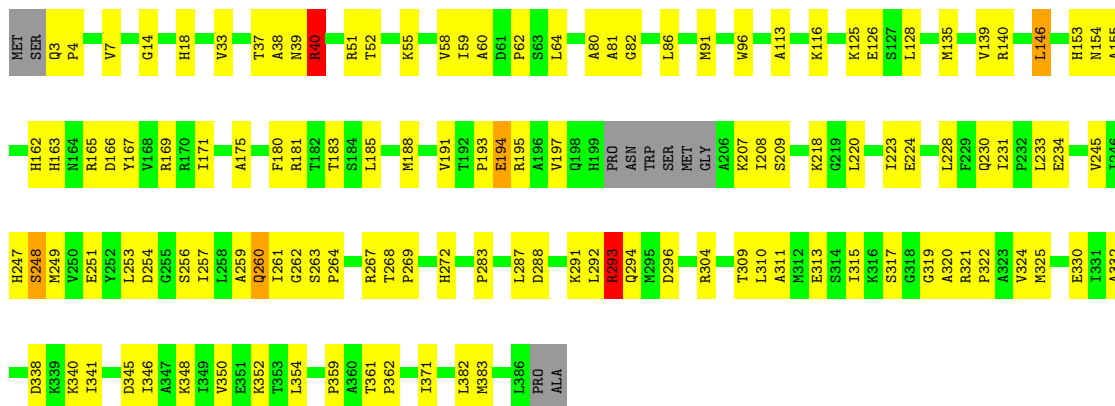 MET SER Q3 P4 V7 G14 H18 V33 T37 A38 N39 R40 R51 T52 K55 V58 I59 A60 D61 P62 S63 L64 A80 A81 G82 L86 M91 W96 A113 K116 K125 E126 S127 L128 M135 V139 R140 L146 H153 N154 A155
H162 H163 N164 R165 D166 Y167 V168 R169 R170 I171 A175 F180 R181 T182 T183 S184 L185 M188 V191 T192 P193 E194 R195 A196 V197 Q198 H199 PRO ASN TRP SER MET GLY A206 K207 I208 S209 K218 G219 L220 I223 E224 L228 F229 Q230 I231 P232 L233 E234 V245 I246
H247 S248 M249 V250 E251 Y252 L253 D254 G255 S256 I257 L258 A259 Q260 I261 G262 S263 P264 R267 T268 P269 H272 P283 L287 D288 K291 L292 R293 Q294 M295 D296 R304 T309 L310 A311 M312 E313 S314 I315 K316 S317 G318 G319 A320 R321 P322 A323 V324 M325 E330 I331 A332
D338 K339 K340 I341 D345 I346 A347 K348 I349 V350 E351 K352 T353 L354 P359 A360 T361 P362 I371 L382 M383 L386 PRO ALA